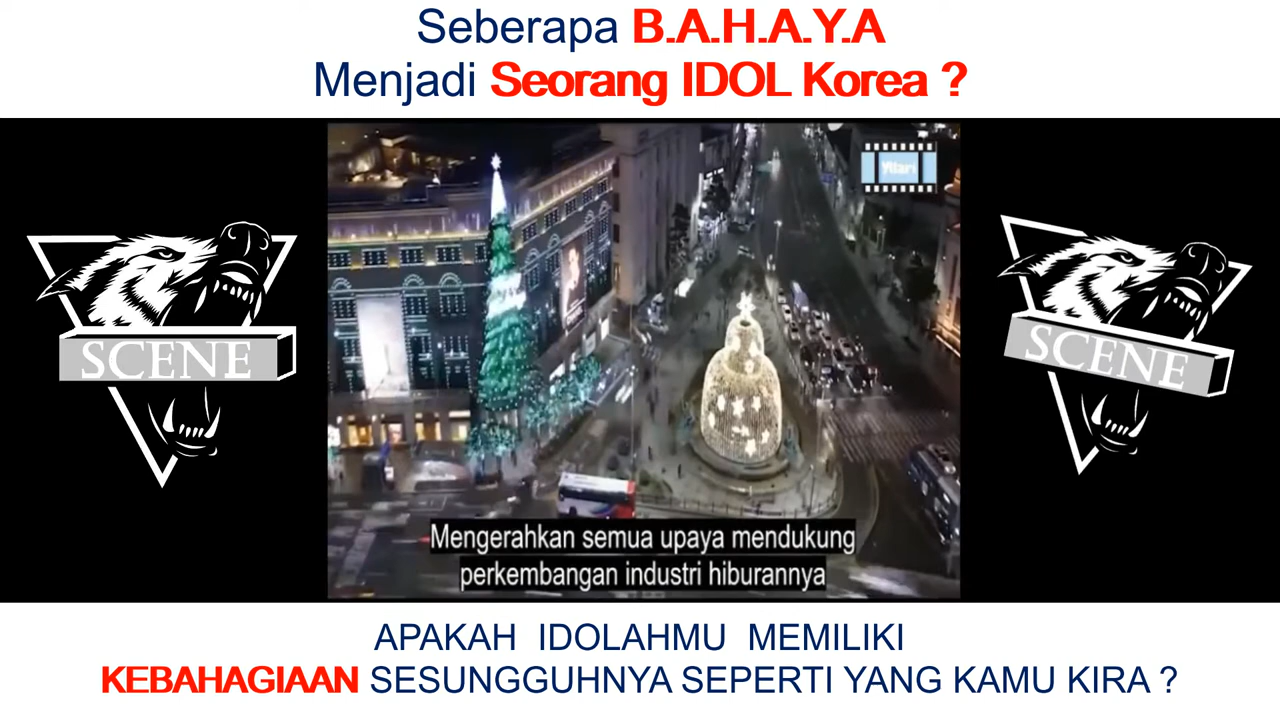 Seberapa B.A.H.A.Y.A
Menjadi Seorang IDOL Korea ?
Yilari
SCENE
SCENE
Mengerahkan semua upaya mendukung
perkembangan industri hiburannya
APAKAH IDOLAHMU MEMILIKI
KEBAHAGIAAN SESUNGGUHNYA SEPERTI YANG KAMU KIRA ?